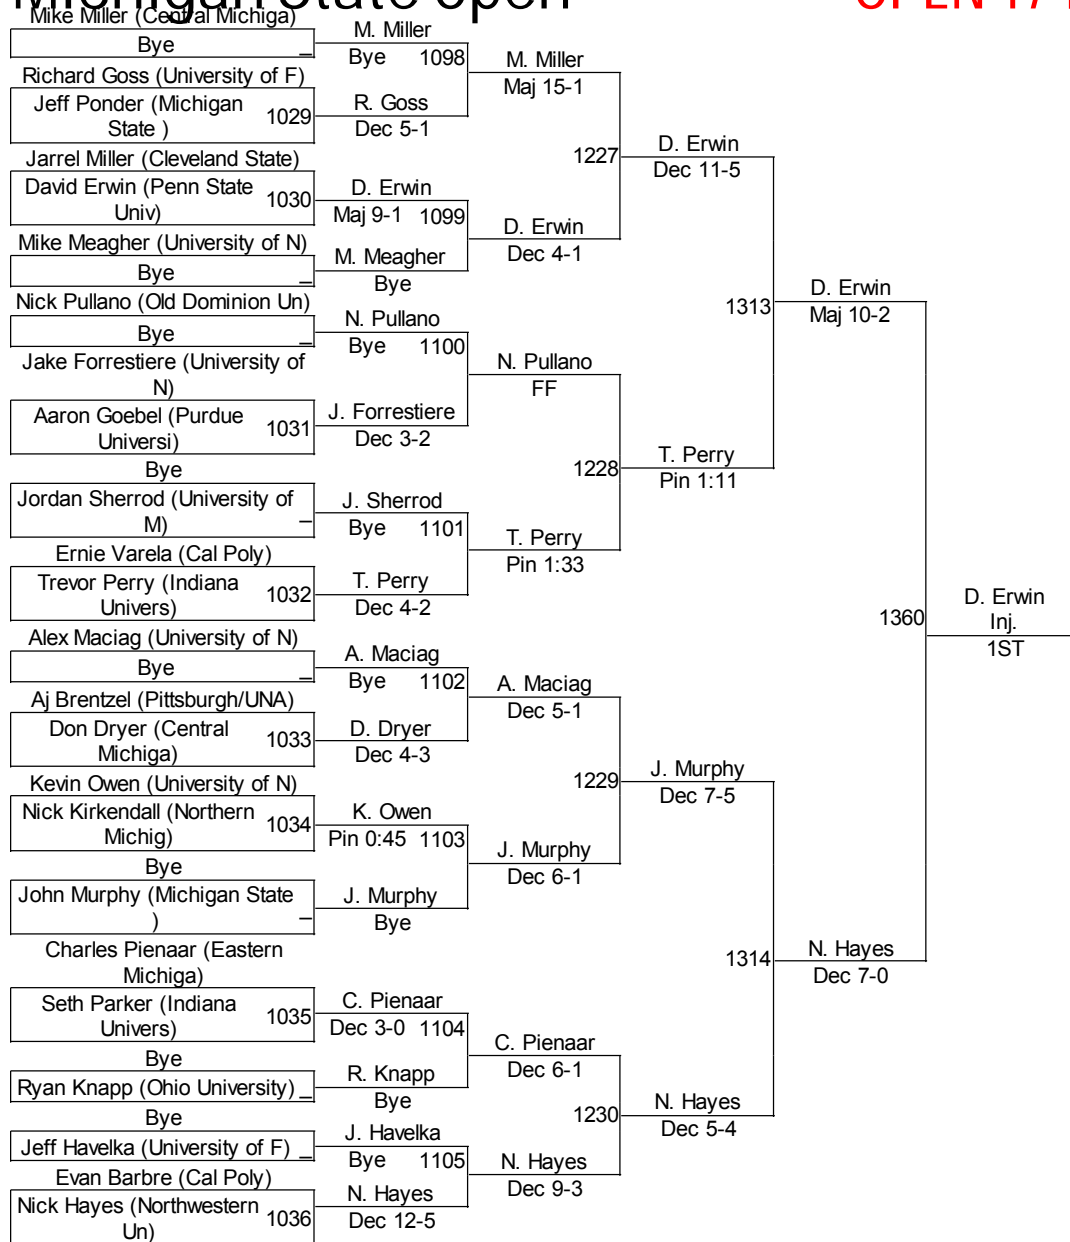 Michigan State open
OPEN 17
Mike Miller (Central Michiga)
Bye _
Richard Goss (University of F)
Jeff Ponder (Michigan
State )
1029
Jarrel Miller (Cleveland State)
David Erwin (Penn State
Univ)
1030
Mike Meagher (University of N)
Bye _
Nick Pullano (Old Dominion Un)
Bye _
Jake Forrestiere (University of
N)
Aaron Goebel (Purdue
Universi)
1031
Bye
Jordan Sherrod (University of
M) _
Ernie Varela (Cal Poly)
Trevor Perry (Indiana
Univers)
1032
Alex Maciag (University of N)
Bye _
Aj Brentzel (Pittsburgh/UNA)
Don Dryer (Central
Michiga)
1033
Kevin Owen (University of N)
Nick Kirkendall (Northern
Michig)
1034
Bye
John Murphy (Michigan State
) _
Charles Pienaar (Eastern
Michiga)
Seth Parker (Indiana
Univers)
1035
Bye
Ryan Knapp (Ohio University) _
Bye
Jeff Havelka (University of F) _
Evan Barbre (Cal Poly)
Nick Hayes (Northwestern
Un)
1036
M. Miller
Bye 1098
R. Goss
Dec 5-1
D. Erwin
Maj 9-1 1099
M. Meagher
Bye
N. Pullano
Bye 1100
J. Forrestiere
Dec 3-2
J. Sherrod
Bye 1101
T. Perry
Dec 4-2
A. Maciag
Bye 1102
D. Dryer
Dec 4-3
K. Owen
Pin 0:45 1103
J. Murphy
Bye
C. Pienaar
Dec 3-0 1104
R. Knapp
Bye
J. Havelka
Bye 1105
N. Hayes
Dec 12-5
M. Miller
Maj 15-1
1227
D. Erwin
Dec 4-1
N. Pullano
FF
1228
T. Perry
Pin 1:33
A. Maciag
Dec 5-1
1229
J. Murphy
Dec 6-1
C. Pienaar
Dec 6-1
1230
N. Hayes
Dec 9-3
D. Erwin
Dec 11-5
1313
T. Perry
Pin 1:11
J. Murphy
Dec 7-5
1314
N. Hayes
Dec 5-4
D. Erwin
Maj 10-2
1360
N. Hayes
Dec 7-0
D. Erwin
Inj.
1ST